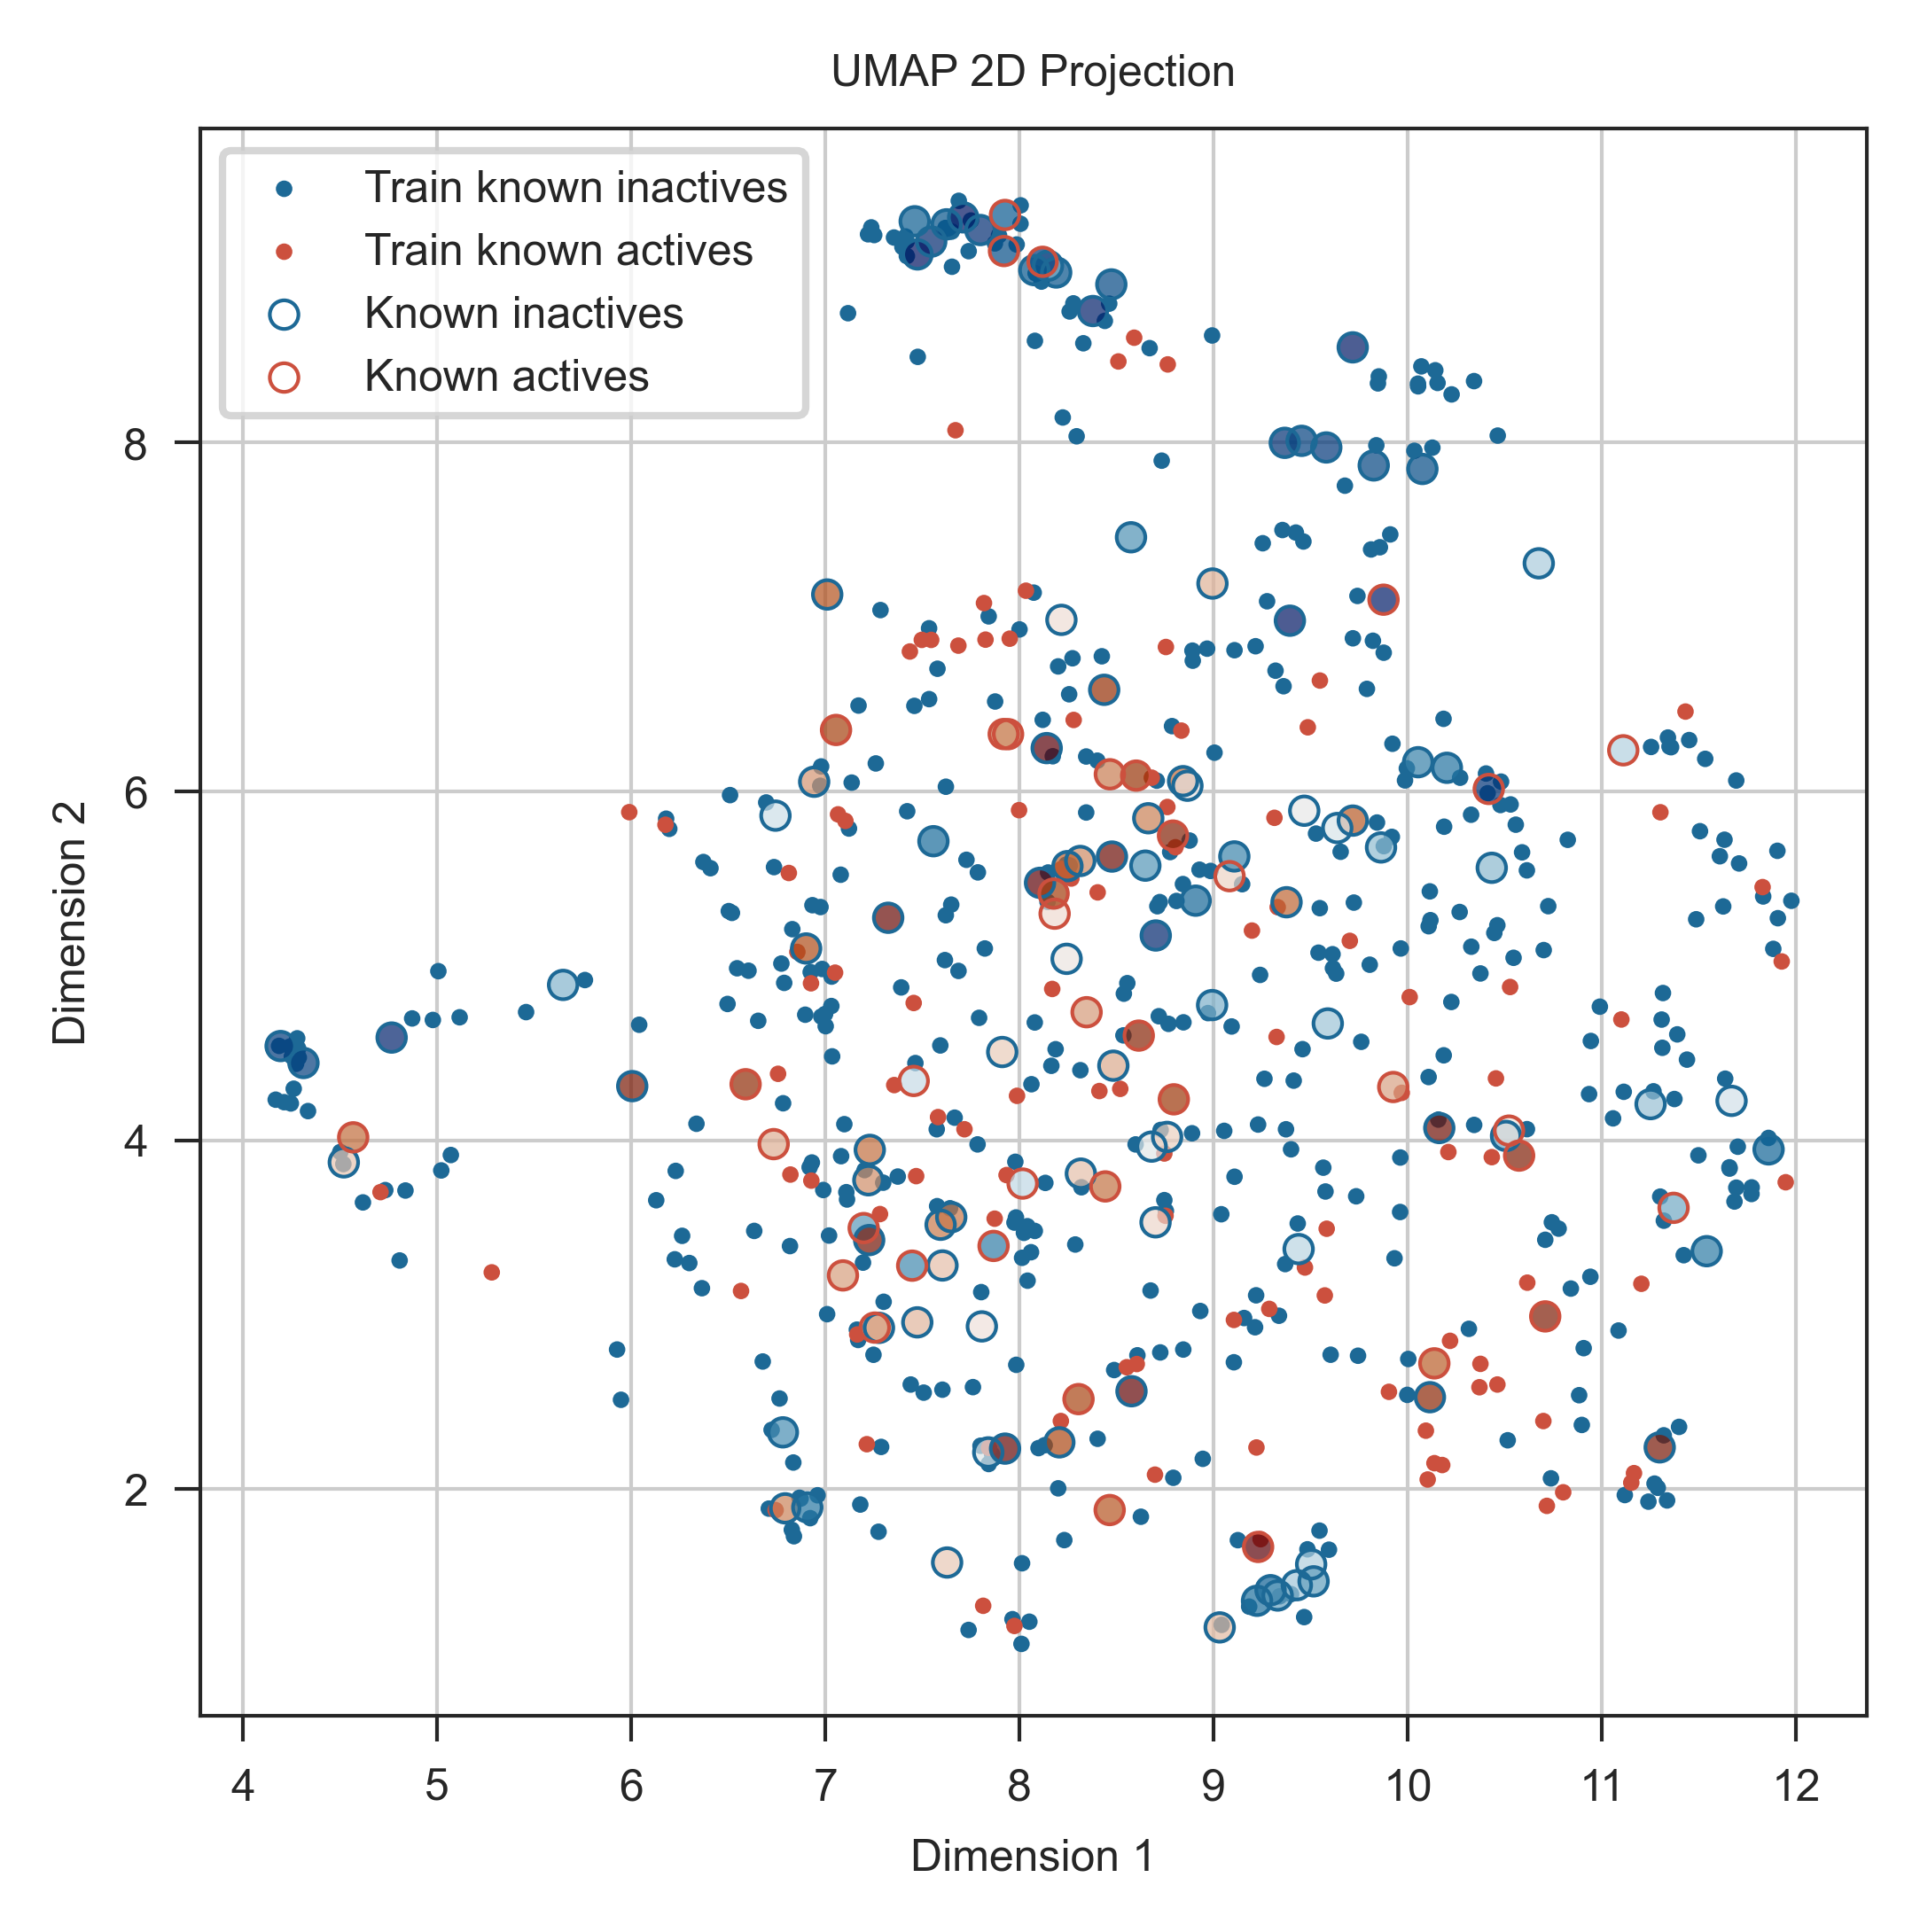 UMAP 2D Projection
Train known inactives
Train known actives
Known inactives
Known actives
Dimension 2
8
6
4
2
4 5 6 7 8 9 10 11 12
Dimension 1